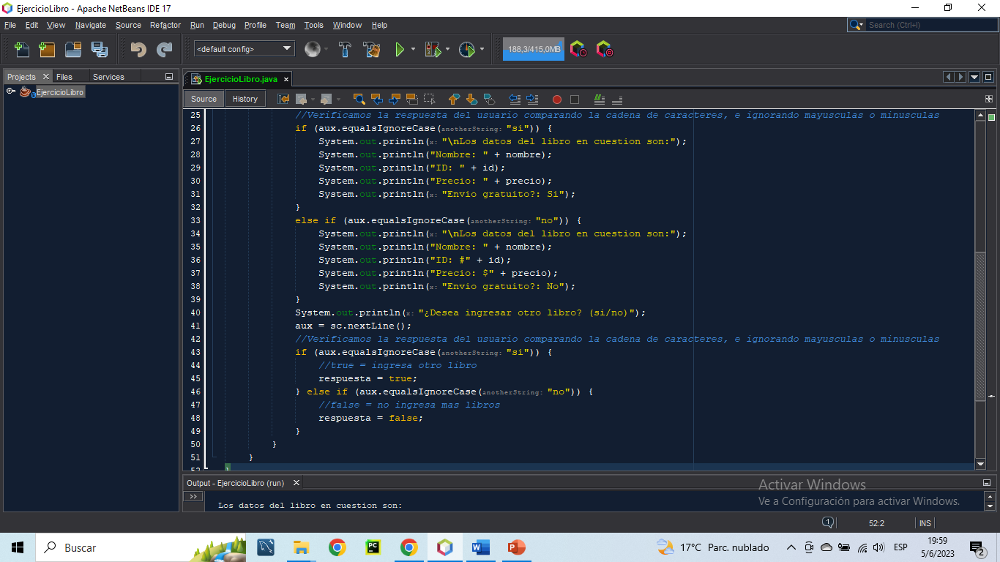 EjercicioLibro - Apache NetBeans IDE 17
File Edit View Navigate Source Refactor Run Debug Profile Team Tools Window Help
Search (Ctrl+I)
<default config>
188,3/415,0MB
Projects Files Services
EjercicioLibro.java
EjercicioLibro
Source History
25 //Verificamos la respuesta del usuario comparando la cadena de caracteres, e ignorando mayusculas o minusculas
26 if (aux.equalsIgnoreCase(anotherString: "si")) {
27 System.out.println(x: "\nLos datos del libro en cuestion son:");
28 System.out.println("Nombre: " + nombre);
29 System.out.println("ID: " + id);
30 System.out.println("Precio: " + precio);
31 System.out.println(x: "Envio gratuito?: Si");
32 }
33 else if (aux.equalsIgnoreCase(anotherString: "no")) {
34 System.out.println(x: "\nLos datos del libro en cuestion son:");
35 System.out.println("Nombre: " + nombre);
36 System.out.println("ID: #" + id);
37 System.out.println("Precio: $" + precio);
38 System.out.println(x: "Envio gratuito?: No");
39 }
40 System.out.println(x: "¿Desea ingresar otro libro? (si/no)");
41 aux = sc.nextLine();
42 //Verificamos la respuesta del usuario comparando la cadena de caracteres, e ignorando mayusculas o minusculas
43 if (aux.equalsIgnoreCase(anotherString: "si")) {
44 //true = ingresa otro libro
45 respuesta = true;
46 } else if (aux.equalsIgnoreCase(anotherString: "no")) {
47 //false = no ingresa mas libros
48 respuesta = false;
49 }
50 }
51 }
52 }
Output - EjercicioLibro (run)
Los datos del libro en cuestion son:
Activar Windows
Ve a Configuración para activar Windows.
1 52:2 INS
Buscar
17°C Parc. nublado
ESP
19:59
5/6/2023
2